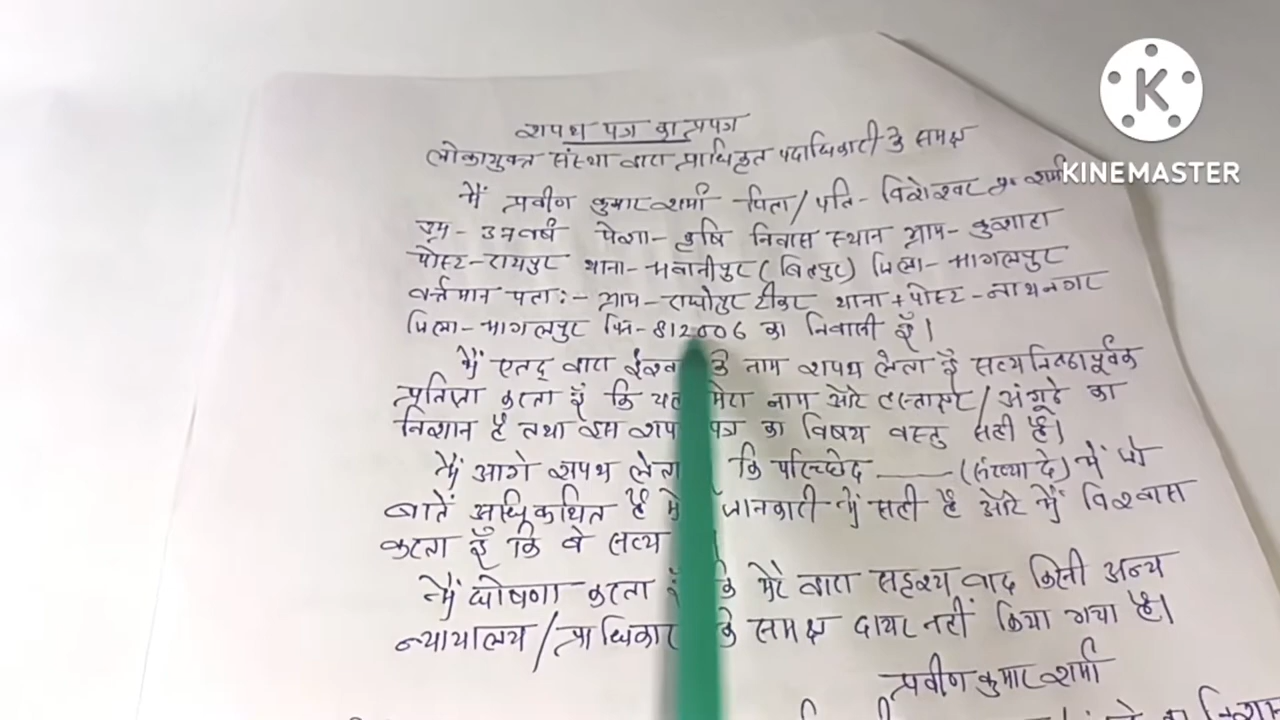 शपथ पत्र का प्रपत्र
लोकायुक्त संस्था द्वारा प्राधिकृत पदाधिकारी के समक्ष
KINEMASTER
मैं प्रवीण कुमार शर्मा पिता/पति- विशेश्वर प्र० शर्मा
उम्र- पेशा- कृषि निवास स्थान ग्राम-
पोस्ट-रायपुर थाना-भवानीपुर (बिहपुर) जिला-भागलपुर
वर्त्तमान पता:- ग्राम-राघोपुर टीकर थाना+पोस्ट-नाथनगर
जिला-भागलपुर पिन-812006 का निवासी हूँ।
मैं एतद् द्वारा ईश्वर के नाम शपथ लेता हूँ सत्यनिष्ठापूर्वक
प्रतिज्ञा करता हूँ कि यह मेरा नाम और हस्ताक्षर/अंगूठे का
निशान है तथा इस शपथ पत्र का विषय वस्तु सही है।
मैं आगे शपथ लेता कि परिच्छेद ——— (संख्या दे) में जो
बातें अभिकथित है मेरी जानकारी में सही है और मैं विश्वास
करता हूँ कि वे सत्य
मैं घोषणा करता हूँ कि मेरे द्वारा सदृश्य वाद किसी अन्य
न्यायालय/प्राधिकार के समक्ष दायर नहीं किया गया है।
प्रवीण कुमार शर्मा